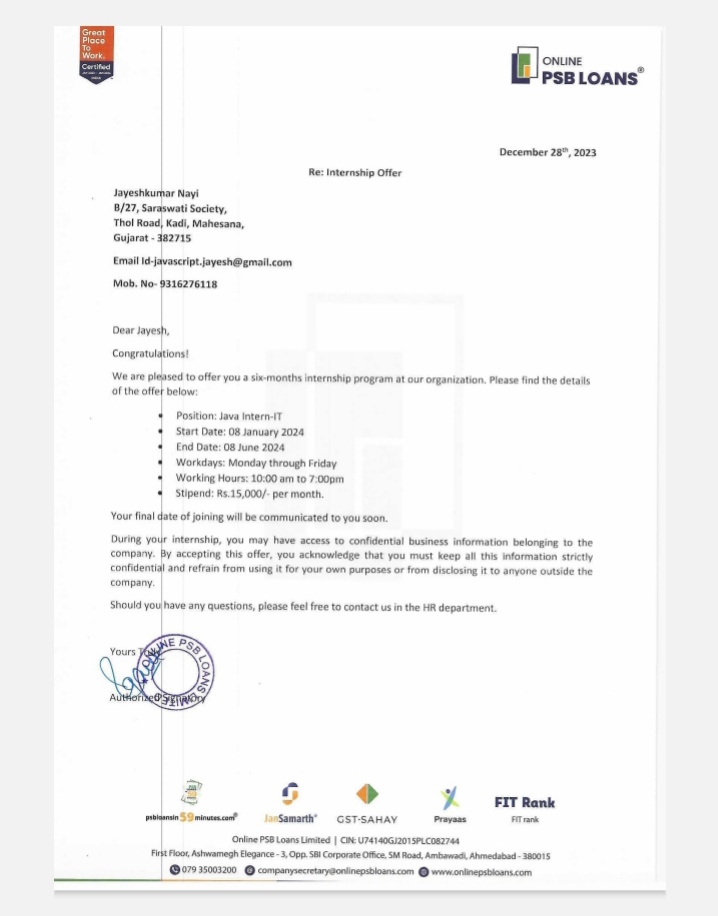 Great
Place
To
Work.
Certified
ONLINE
PSB LOANS®
December 28th, 2023
Re: Internship Offer
Jayeshkumar Nayi
B/27, Saraswati Society,
Thol Road, Kadi, Mahesana,
Gujarat - 382715
Email Id-javascript.jayesh@gmail.com
Mob. No- 9316276118
Dear Jayesh,
Congratulations!
We are pleased to offer you a six-months internship program at our organization. Please find the details
of the offer below:
• Position: Java Intern-IT
• Start Date: 08 January 2024
• End Date: 08 June 2024
• Workdays: Monday through Friday
• Working Hours: 10:00 am to 7:00pm
• Stipend: Rs.15,000/- per month.
Your final date of joining will be communicated to you soon.
During your internship, you may have access to confidential business information belonging to the
company. By accepting this offer, you acknowledge that you must keep all this information strictly
confidential and refrain from using it for your own purposes or from disclosing it to anyone outside the
company.
Should you have any questions, please feel free to contact us in the HR department.
Yours Truly
ONLINE PSB LOANS LIMITED
Authorized Signatory
psbloansin59minutes.com®
JanSamarth®
GST-SAHAY
Prayaas
FIT Rank
FIT rank
Online PSB Loans Limited | CIN: U74140GJ2015PLC082744
First Floor, Ashwamegh Elegance - 3, Opp. SBI Corporate Office, SM Road, Ambawadi, Ahmedabad - 380015
079 35003200 companysecretary@onlinepsbloans.com www.onlinepsbloans.com